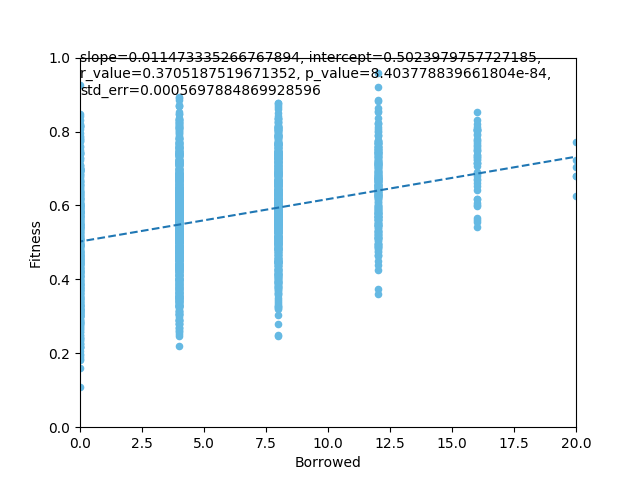 slope=0.011473335266767894, intercept=0.5023979757727185,
r_value=0.3705187519671352, p_value=8.403778839661804e-84,
std_err=0.0005697884869928596
1.0
0.8
0.6
0.4
0.2
0.0
Fitness
0.0 2.5 5.0 7.5 10.0 12.5 15.0 17.5 20.0
Borrowed